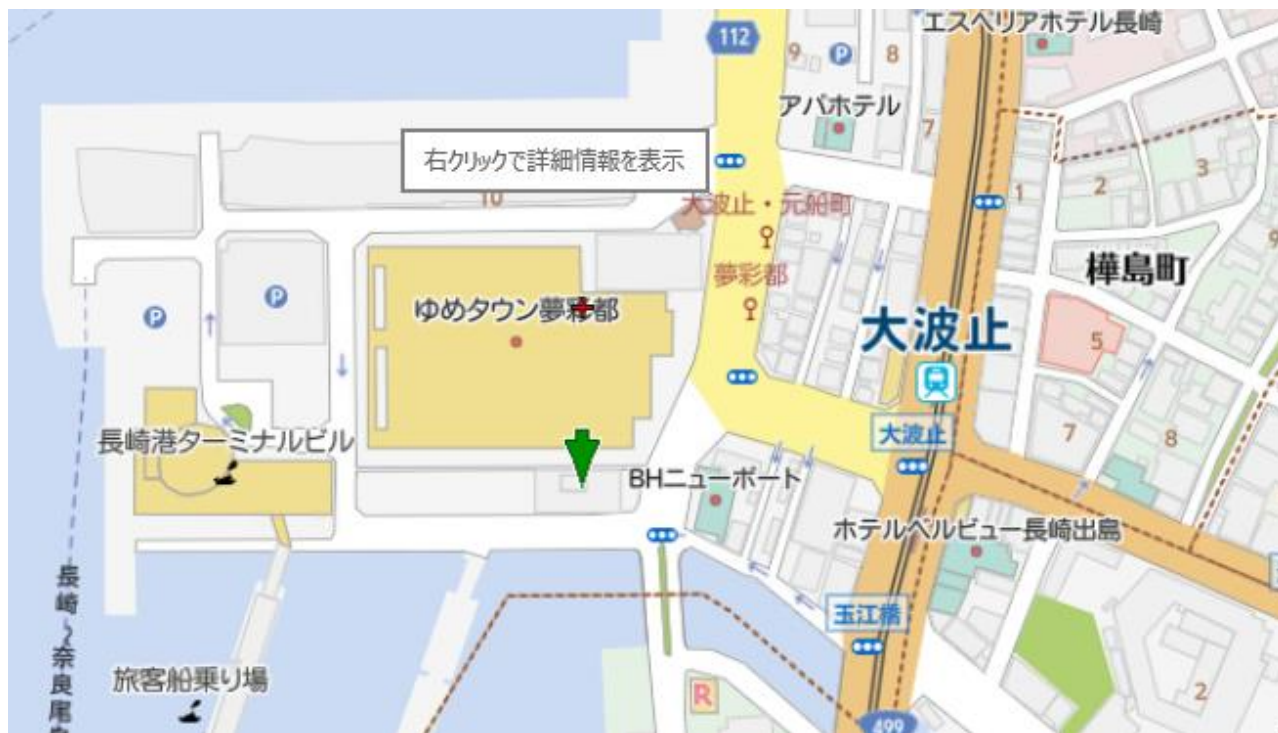 エスペリアホテル長崎
112
9
P
8
アパホテル
7
右クリックで詳細情報を表示
10
大波止・元船町
1
2
3
夢彩都
樺島町
ゆめタウン夢彩都
大波止
5
P
P
長崎港ターミナルビル
大波止
7
8
BHニューポート
ホテルベルビュー長崎出島
玉江橋
長崎~奈良尾
旅客船乗り場
R
2
499